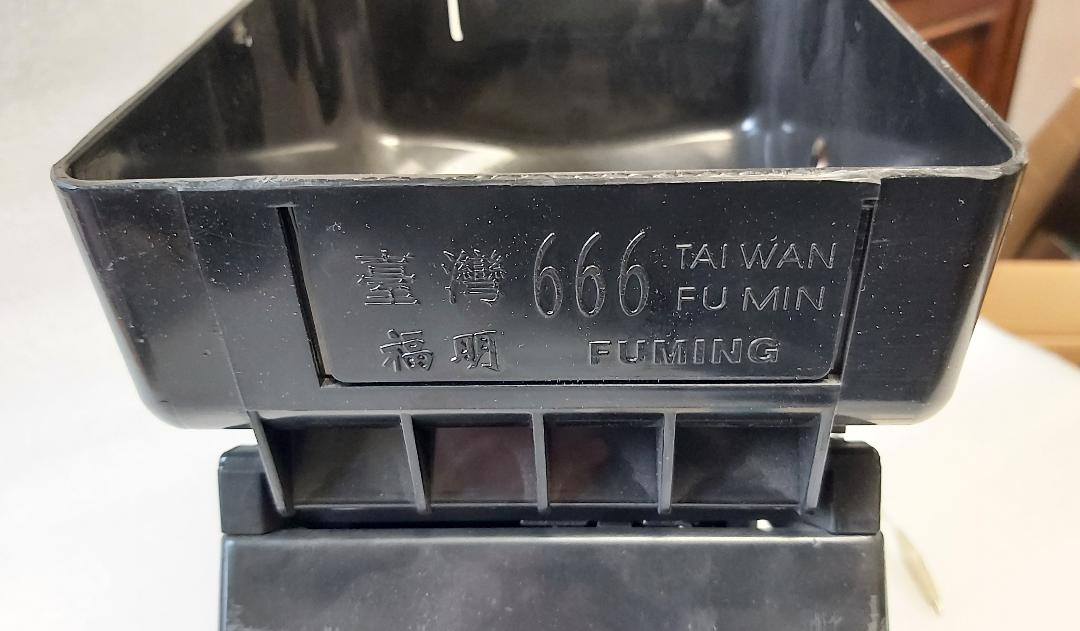 臺灣 666 TAI WAN
FU MIN
福明 FUMING